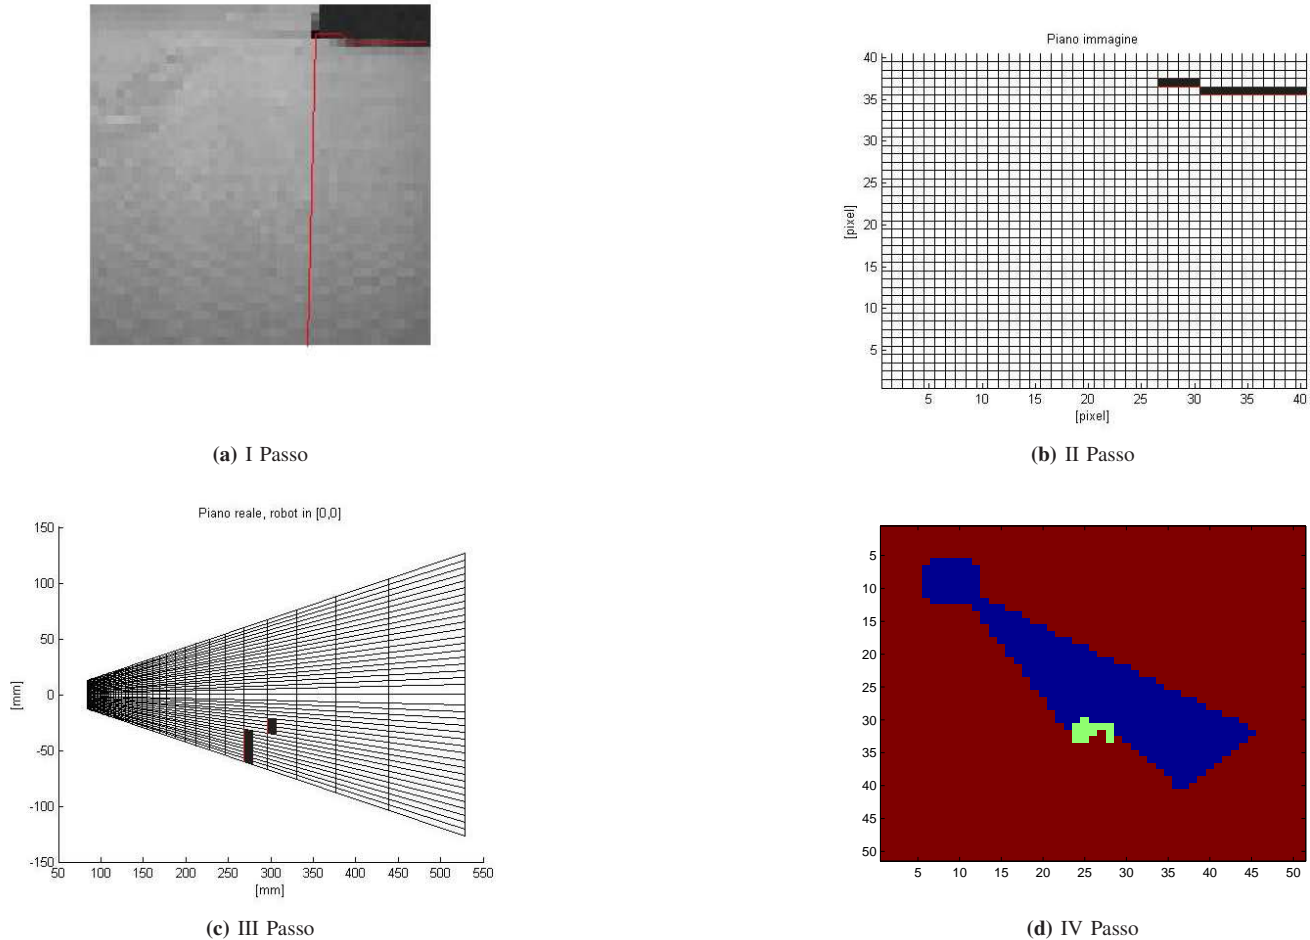 Piano immagine
40
35
30
25
20
15
10
5
[pixel]
5 10 15 20 25 30 35 40
[pixel]
(a) I Passo
(b) II Passo
Piano reale, robot in [0,0]
150
100
50
0
-50
-100
-150
[mm]
50 100 150 200 250 300 350 400 450 500 550
[mm]
5
10
15
20
25
30
35
40
45
50
5 10 15 20 25 30 35 40 45 50
(c) III Passo
(d) IV Passo